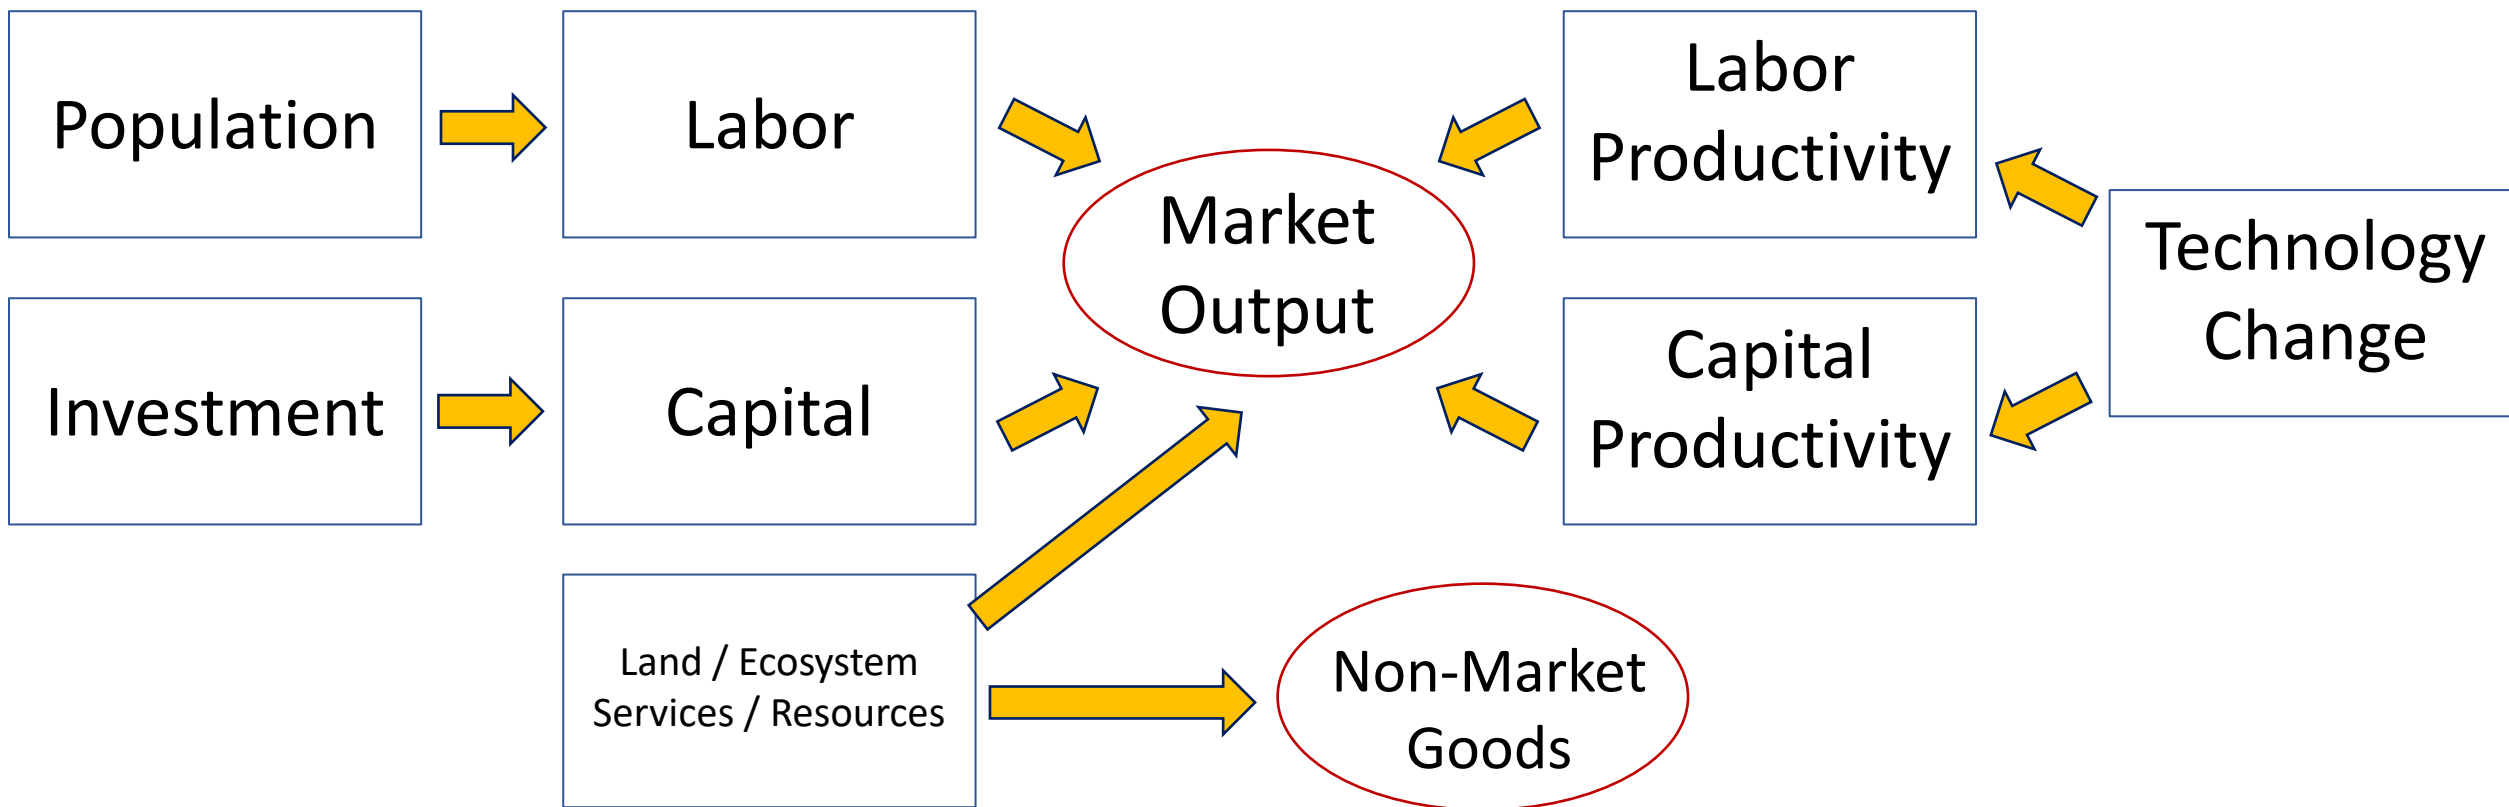 Population
Labor
Labor
Productivity
Market
Output
Technology
Change
Investment
Capital
Capital
Productivity
Land / Ecosystem
Services / Resources
Non-Market
Goods